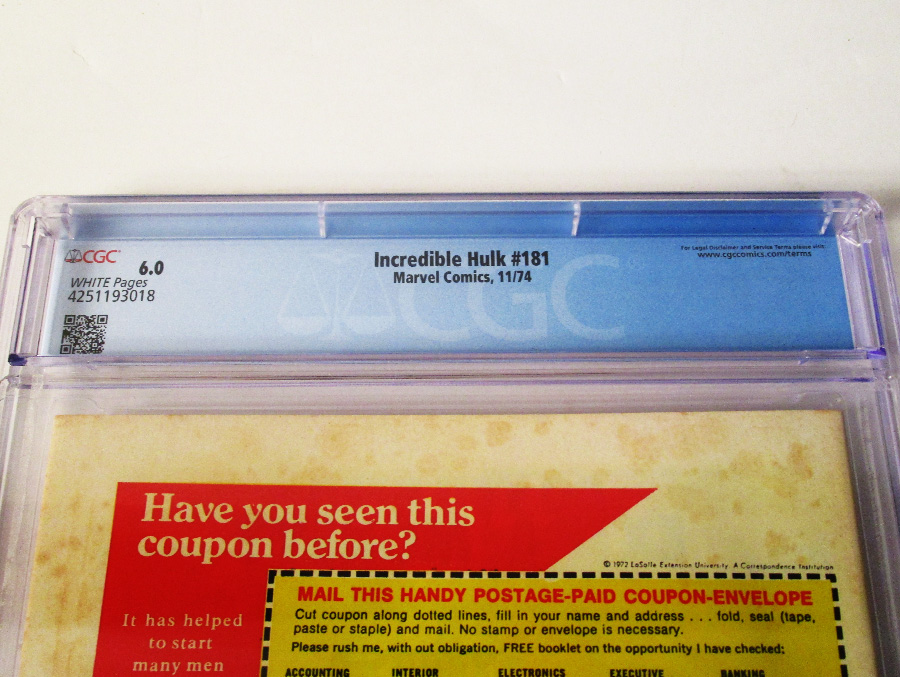 CGC
6.0
WHITE Pages
4251193018
Incredible Hulk #181
Marvel Comics, 11/74
For Legal Disclaimer and Service Terms please visit:
www.cgccomics.com/terms
CGC
Have you seen this
coupon before?
© 1972 LaSalle Extension University A Correspondence Institution
It has helped
to start
many men
MAIL THIS HANDY POSTAGE-PAID COUPON-ENVELOPE
Cut coupon along dotted lines, fill in your name and address . . . fold, seal (tape,
paste or staple) and mail. No stamp or envelope is necessary.
Please rush me, with out obligation, FREE booklet on the opportunity I have checked:
ACCOUNTING INTERIOR ELECTRONICS EXECUTIVE BANKING